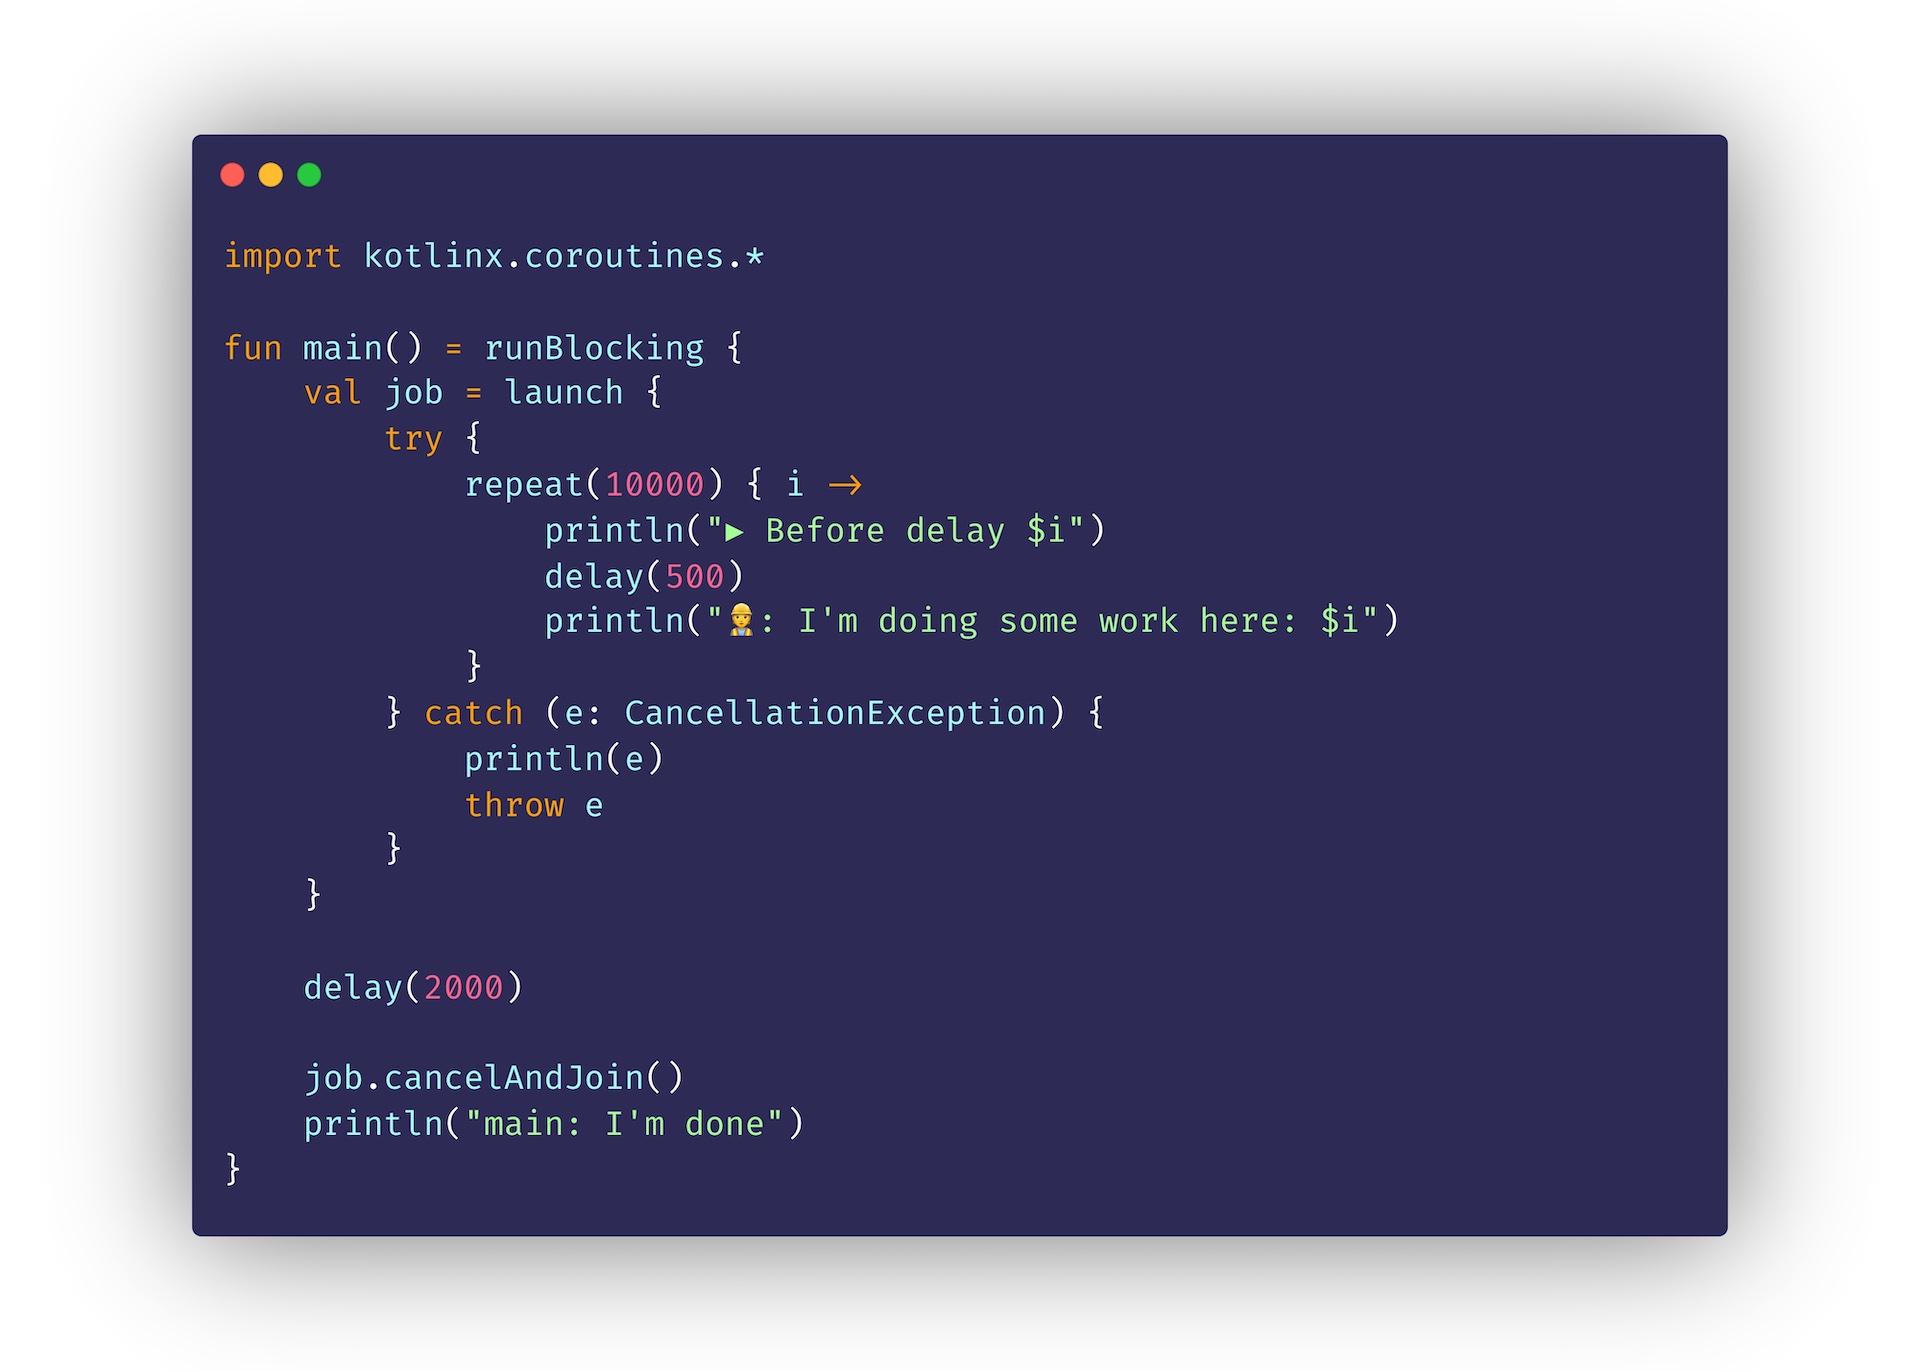 import kotlinx.coroutines.*
fun main() = runBlocking {
val job = launch {
try {
repeat(10000) { i ->
println("▶ Before delay $i")
delay(500)
println("👷: I'm doing some work here: $i")
}
} catch (e: CancellationException) {
println(e)
throw e
}
}
delay(2000)
job.cancelAndJoin()
println("main: I'm done")
}